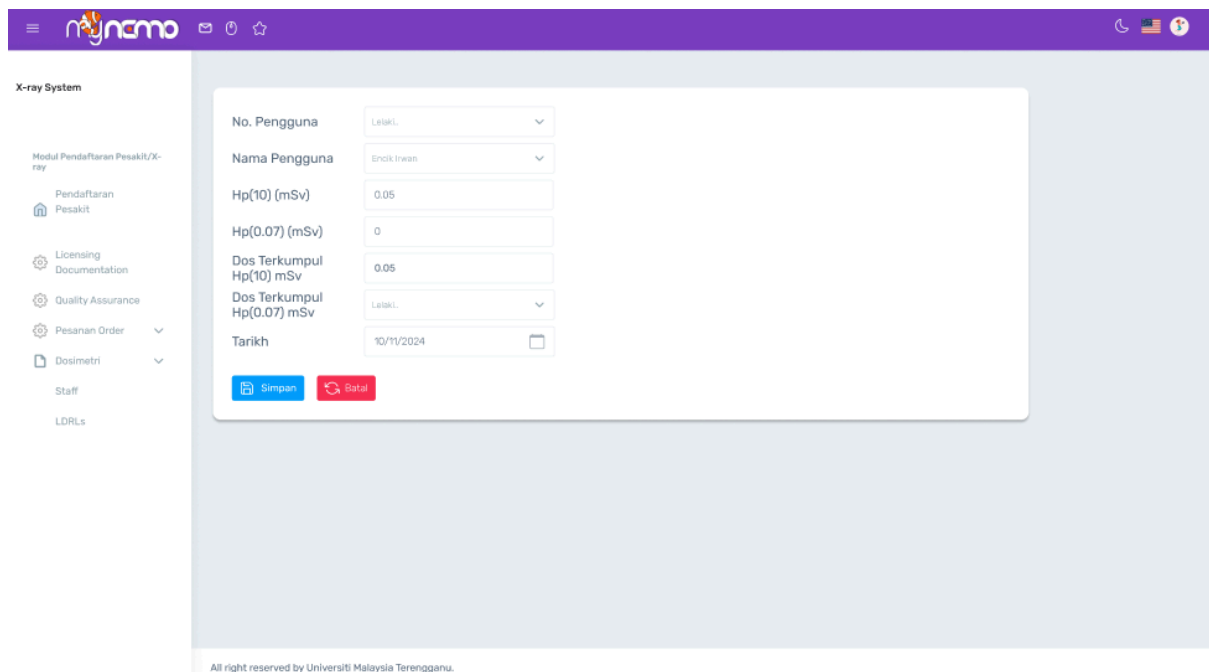 mynemo
X-ray System
Modul Pendaftaran Pesakit/X-
ray
Pendaftaran
Pesakit
Licensing
Documentation
Quality Assurance
Pesanan Order
Dosimetri
Staff
LDRLs
No. Pengguna
Lelaki..
Nama Pengguna
Encik Irwan
Hp(10) (mSv)
0.05
Hp(0.07) (mSv)
0
Dos Terkumpul
Hp(10) mSv
0.05
Dos Terkumpul
Hp(0.07) mSv
Lelaki..
Tarikh
10/11/2024
Simpan
Batal
All right reserved by Universiti Malaysia Terengganu.